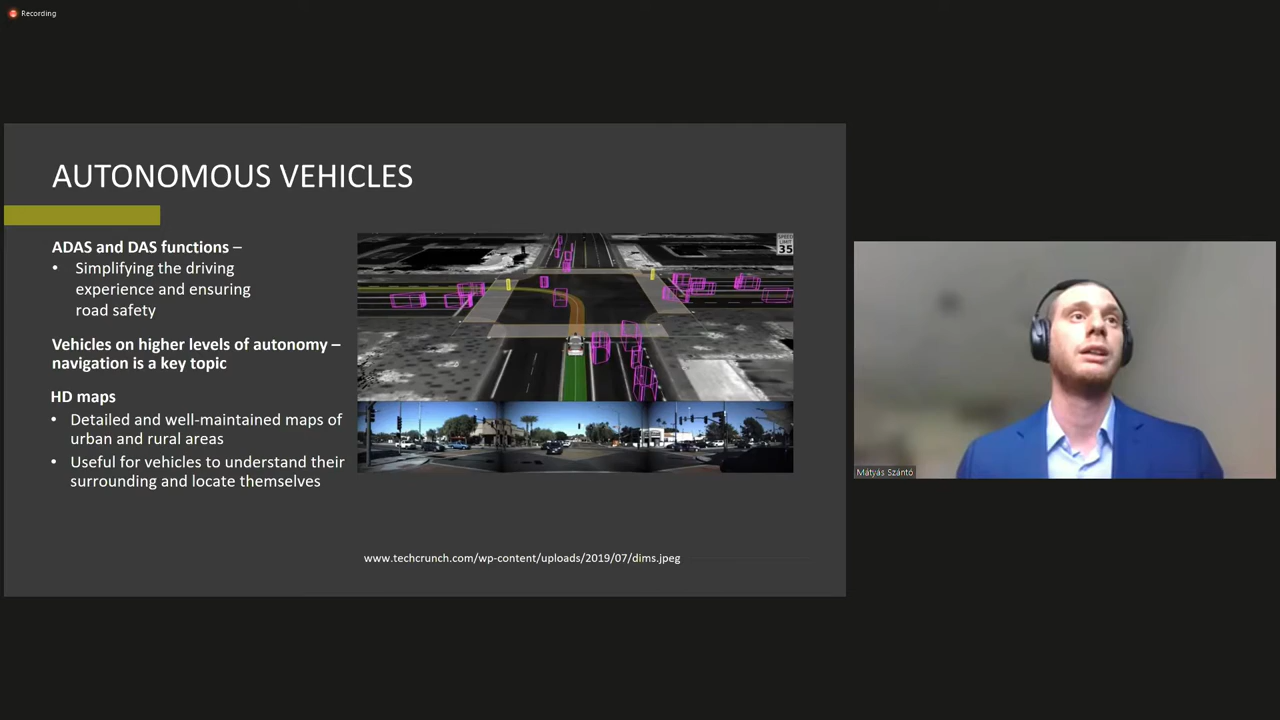 Recording
AUTONOMOUS VEHICLES
ADAS and DAS functions –
• Simplifying the driving
experience and ensuring
road safety
Vehicles on higher levels of autonomy –
navigation is a key topic
HD maps
• Detailed and well-maintained maps of
urban and rural areas
• Useful for vehicles to understand their
surrounding and locate themselves
SPEED
LIMIT
35
www.techcrunch.com/wp-content/uploads/2019/07/dims.jpeg
Mátyás Szántó